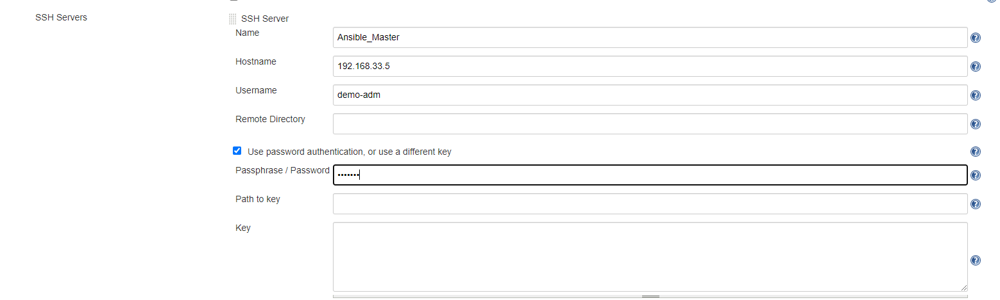 SSH Servers
SSH Server
Name
Ansible_Master
Hostname
192.168.33.5
Username
demo-adm
Remote Directory
Use password authentication, or use a different key
Passphrase / Password
•••••••
Path to key
Key